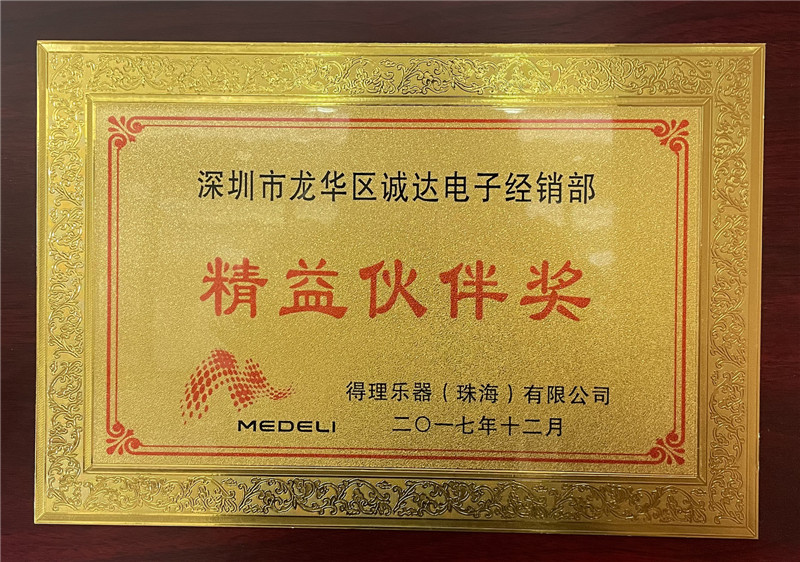 深圳市龙华区诚达电子经销部
精益伙伴奖
得理乐器（珠海）有限公司
MEDELI
二〇一七年十二月